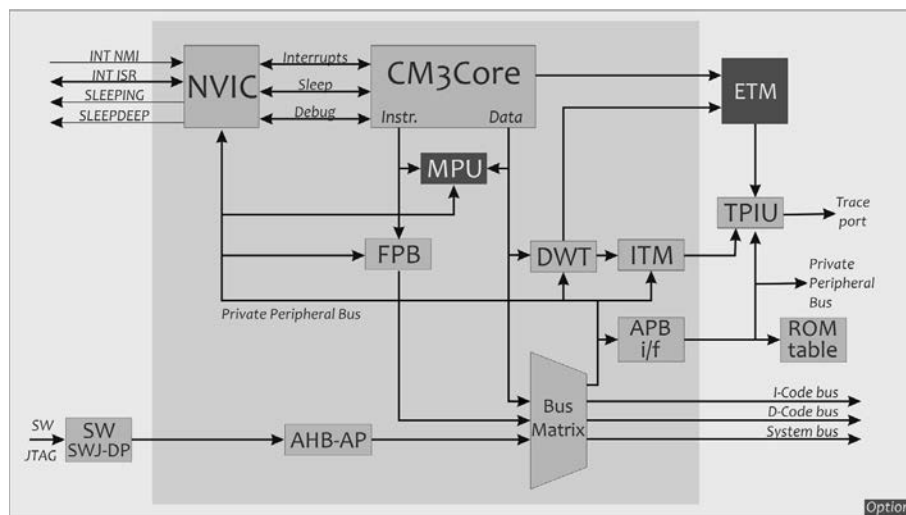 INT NMI
INT ISR
SLEEPING
SLEEPDEEP
NVIC
Interrupts
Sleep
Debug
CM3Core
Instr.
Data
ETM
MPU
TPIU
Trace
port
FPB
DWT
ITM
Private
Peripheral
Bus
Private Peripheral Bus
APB
i/f
ROM
table
I-Code bus
D-Code bus
System bus
Bus
Matrix
SW
JTAG
SW
SWJ-DP
AHB-AP
Option